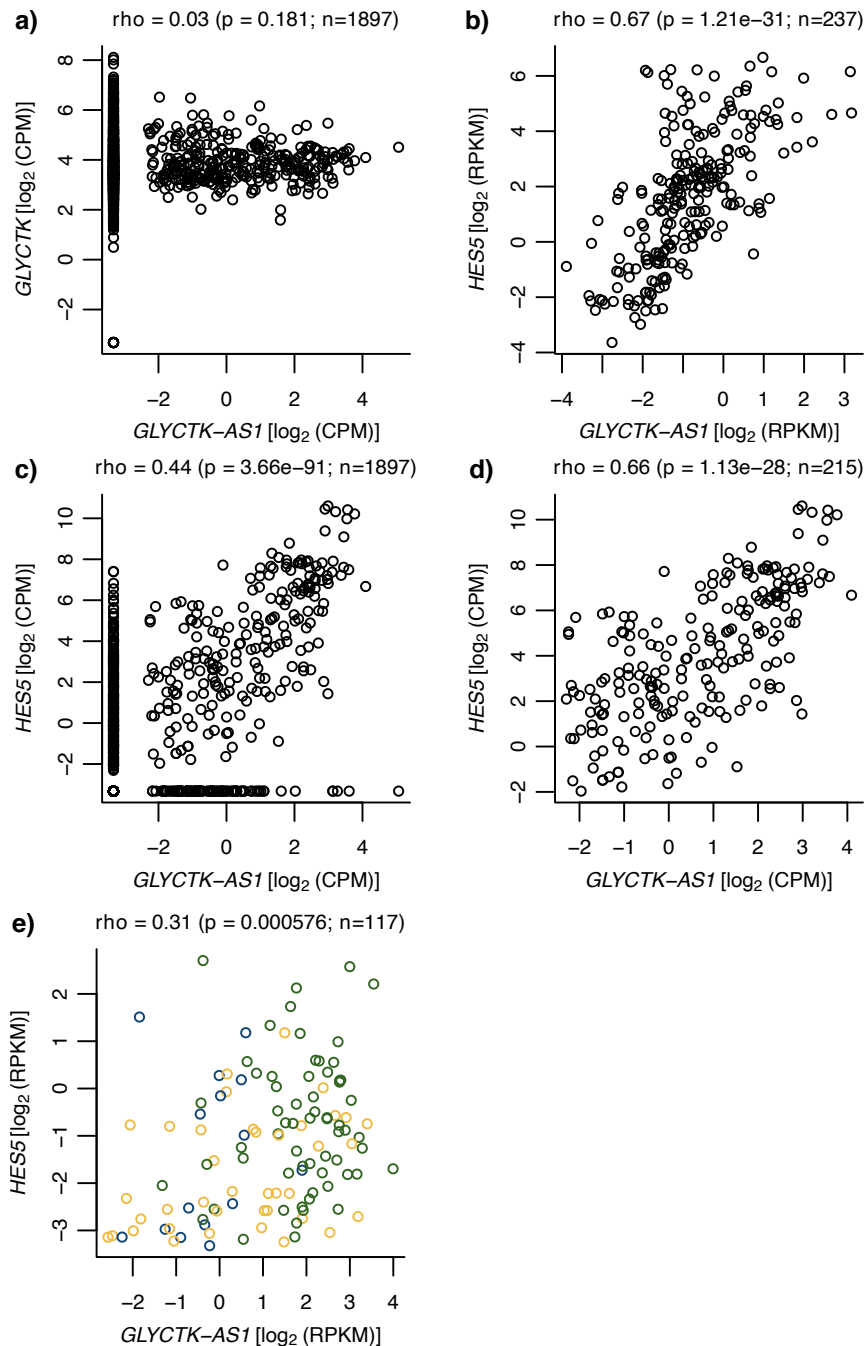 a)
rho = 0.03 (p = 0.181; n=1897)
GLYCTK [log2 (CPM)]
8
6
4
2
0
−2
−2 0 2 4
GLYCTK−AS1 [log2 (CPM)]
b)
rho = 0.67 (p = 1.21e−31; n=237)
HES5 [log2 (RPKM)]
6
4
2
0
−2
−4
−4 −2 0 1 2 3
GLYCTK−AS1 [log2 (RPKM)]
c)
rho = 0.44 (p = 3.66e−91; n=1897)
HES5 [log2 (CPM)]
10
8
6
4
2
0
−2
−2 0 2 4
GLYCTK−AS1 [log2 (CPM)]
d)
rho = 0.66 (p = 1.13e−28; n=215)
HES5 [log2 (CPM)]
10
8
6
4
2
0
−2
−2 −1 0 1 2 3 4
GLYCTK−AS1 [log2 (CPM)]
e)
rho = 0.31 (p = 0.000576; n=117)
HES5 [log2 (RPKM)]
2
1
0
−1
−2
−3
−2 −1 0 1 2 3 4
GLYCTK−AS1 [log2 (RPKM)]